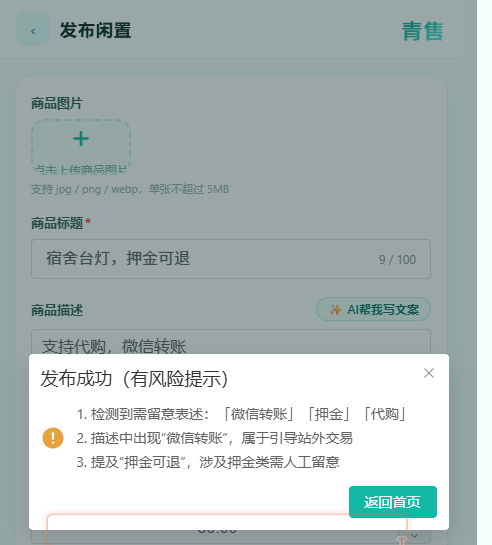 ‹ 发布闲置 青售
商品图片
+
点击上传商品图片
支持 jpg / png / webp，单张不超过 5MB
商品标题*
宿舍台灯，押金可退 9 / 100
商品描述 ✨ AI帮我写文案
支持代购，微信转账
发布成功（有风险提示） ×
1. 检测到需留意表述：「微信转账」「押金」「代购」
2. 描述中出现“微信转账”，属于引导站外交易
3. 提及“押金可退”，涉及押金类需人工留意
返回首页